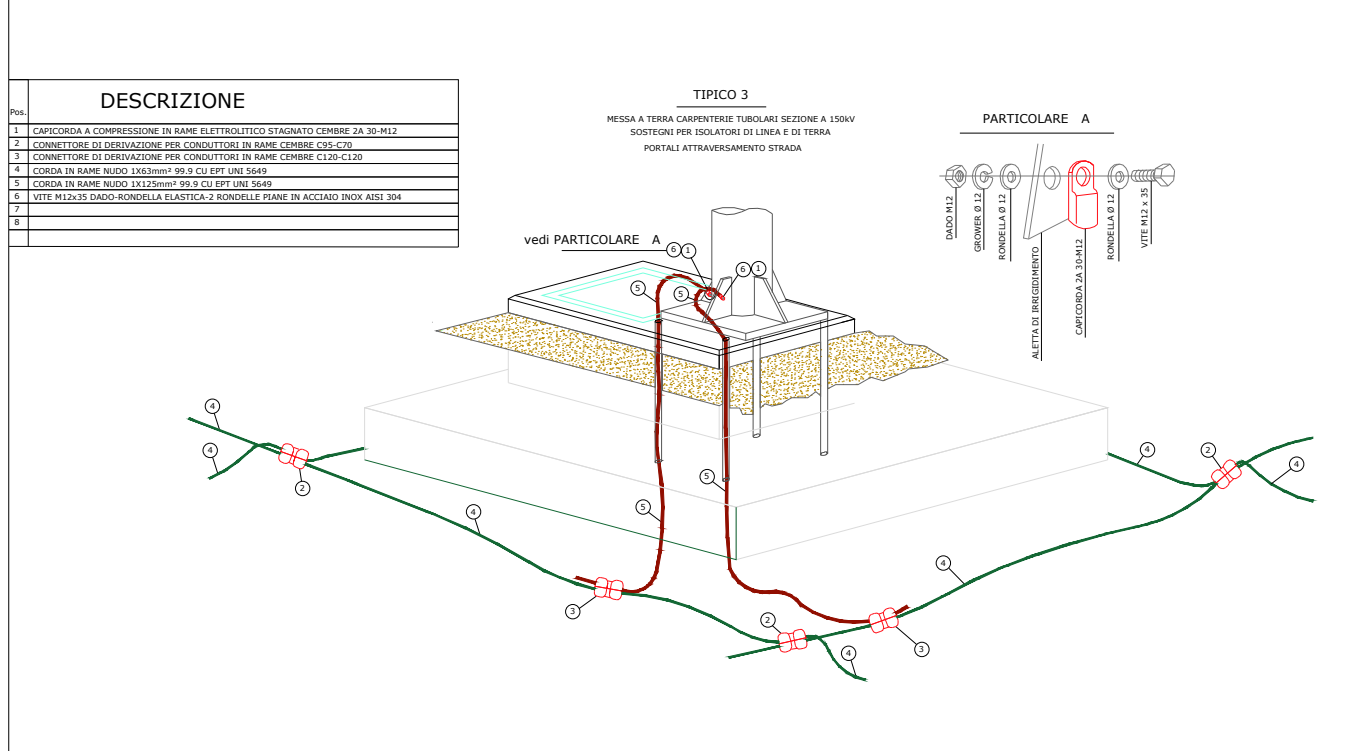 DESCRIZIONE
Pos.
1 CAPICORDA A COMPRESSIONE IN RAME ELETTROLITICO STAGNATO CEMBRE 2A 30-M12
2 CONNETTORE DI DERIVAZIONE PER CONDUTTORI IN RAME CEMBRE C95-C70
3 CONNETTORE DI DERIVAZIONE PER CONDUTTORI IN RAME CEMBRE C120-C120
4 CORDA IN RAME NUDO 1X63mm² 99.9 CU EPT UNI 5649
5 CORDA IN RAME NUDO 1X125mm² 99.9 CU EPT UNI 5649
6 VITE M12x35 DADO-RONDELLA ELASTICA-2 RONDELLE PIANE IN ACCIAIO INOX AISI 304
7
8
TIPICO 3
MESSA A TERRA CARPENTERIE TUBOLARI SEZIONE A 150kV
SOSTEGNI PER ISOLATORI DI LINEA E DI TERRA
PORTALI ATTRAVERSAMENTO STRADA
PARTICOLARE A
DADO M12
GROWER Ø 12
RONDELLA Ø 12
ALETTA DI IRRIGIDIMENTO
CAPICORDA 2A 30-M12
RONDELLA Ø 12
VITE M12 x 35
vedi PARTICOLARE A
6 1
6 1
5
5
4
4
2
4
5
5
4
2
4
4
3
2
4
3